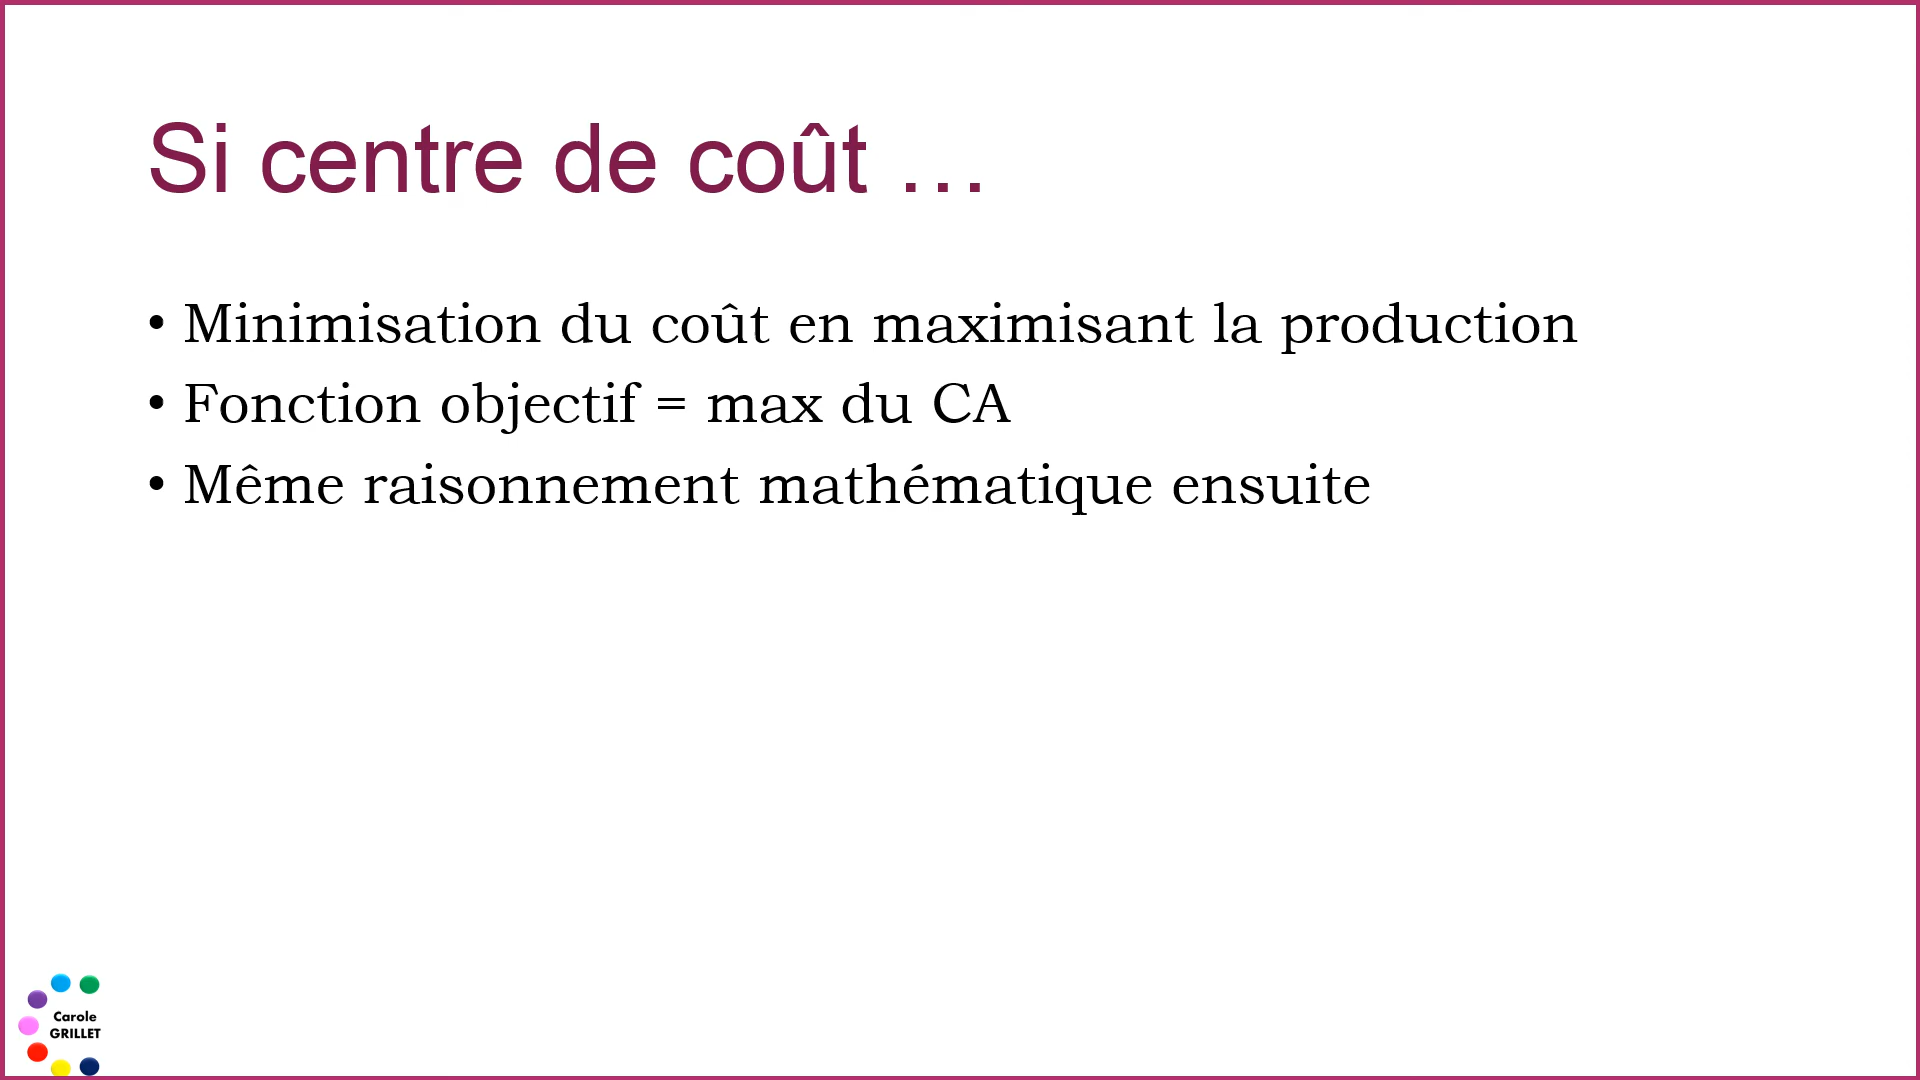 Si centre de coût …
• Minimisation du coût en maximisant la production
• Fonction objectif = max du CA
• Même raisonnement mathématique ensuite
Carole
GRILLET